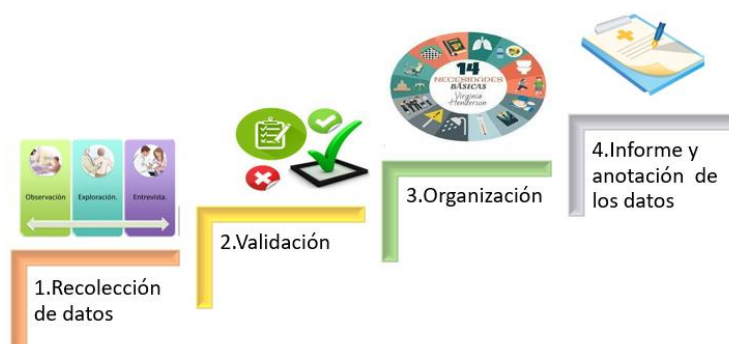 Observación
Exploración.
Entrevista.
1.Recolección
de datos
2.Validación
14
NECESIDADES
BÁSICAS
Virginia
Henderson
3.Organización
4.Informe y
anotación de
los datos